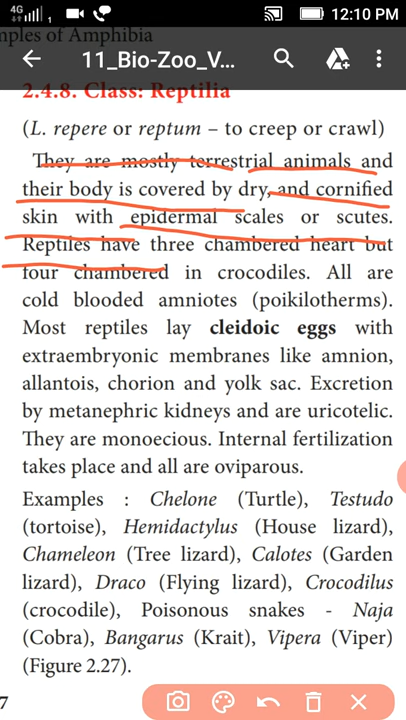 4G 1 12:10 PM
mples of Amphibia
11_Bio-Zoo_V...
2.4.8. Class: Reptilia
(L. repere or reptum – to creep or crawl)
They are mostly terrestrial animals and
their body is covered by dry, and cornified
skin with epidermal scales or scutes.
Reptiles have three chambered heart but
four chambered in crocodiles. All are
cold blooded amniotes (poikilotherms).
Most reptiles lay cleidoic eggs with
extraembryonic membranes like amnion,
allantois, chorion and yolk sac. Excretion
by metanephric kidneys and are uricotelic.
They are monoecious. Internal fertilization
takes place and all are oviparous.
Examples : Chelone (Turtle), Testudo
(tortoise), Hemidactylus (House lizard),
Chameleon (Tree lizard), Calotes (Garden
lizard), Draco (Flying lizard), Crocodilus
(crocodile), Poisonous snakes - Naja
(Cobra), Bangarus (Krait), Vipera (Viper)
(Figure 2.27).
7